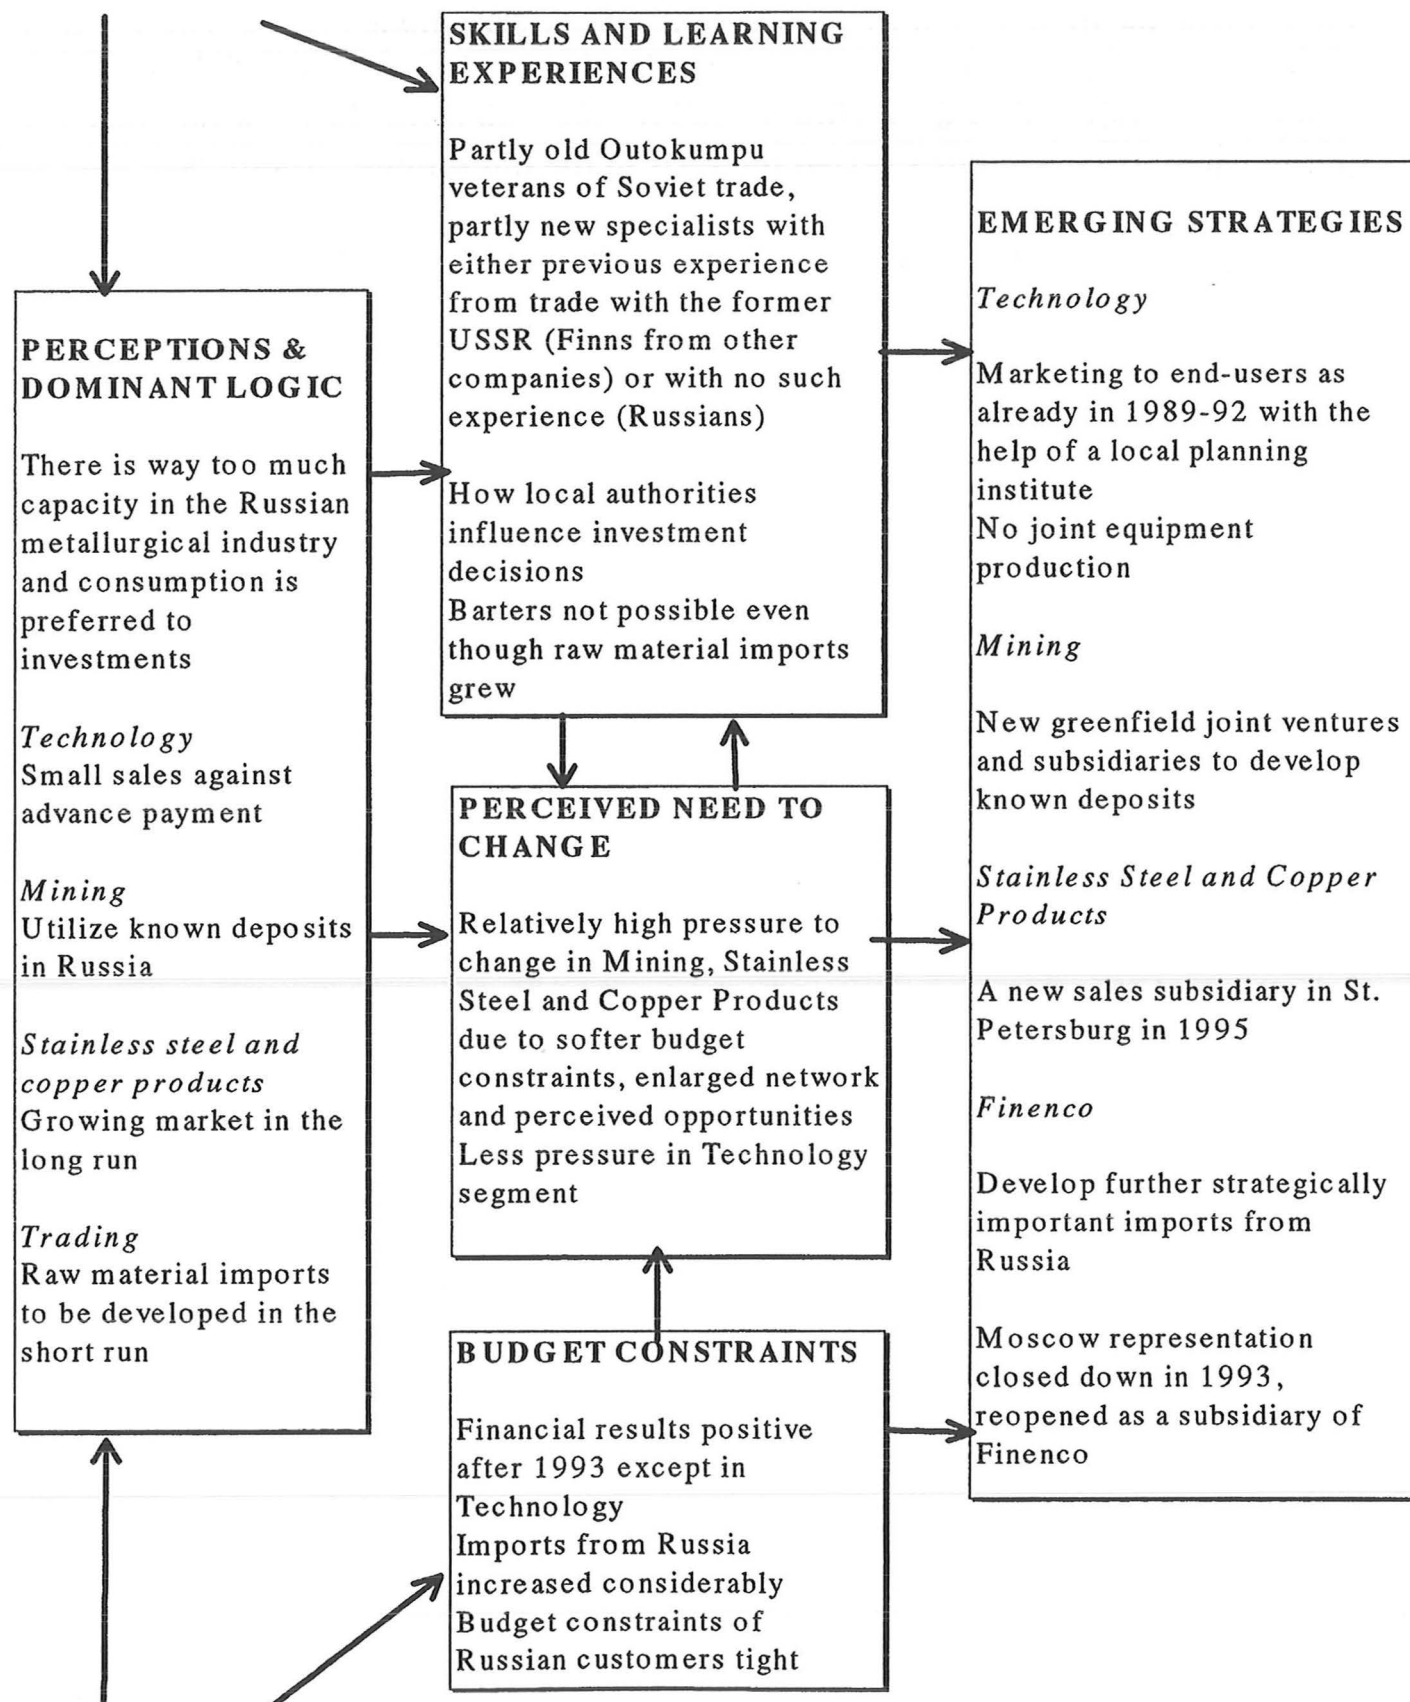 SKILLS AND LEARNING
EXPERIENCES
Partly old Outokumpu
veterans of Soviet trade,
partly new specialists with
either previous experience
from trade with the former
USSR (Finns from other
companies) or with no such
experience (Russians)
How local authorities
influence investment
decisions
Barters not possible even
though raw material imports
grew
PERCEPTIONS &
DOMINANT LOGIC
There is way too much
capacity in the Russian
metallurgical industry
and consumption is
preferred to
investments
Technology
Small sales against
advance payment
Mining
Utilize known deposits
in Russia
Stainless steel and
copper products
Growing market in the
long run
Trading
Raw material imports
to be developed in the
short run
PERCEIVED NEED TO
CHANGE
Relatively high pressure to
change in Mining, Stainless
Steel and Copper Products
due to softer budget
constraints, enlarged network
and perceived opportunities
Less pressure in Technology
segment
BUDGET CONSTRAINTS
Financial results positive
after 1993 except in
Technology
Imports from Russia
increased considerably
Budget constraints of
Russian customers tight
EMERGING STRATEGIES
Technology
Marketing to end-users as
already in 1989-92 with the
help of a local planning
institute
No joint equipment
production
Mining
New greenfield joint ventures
and subsidiaries to develop
known deposits
Stainless Steel and Copper
Products
A new sales subsidiary in St.
Petersburg in 1995
Finenco
Develop further strategically
important imports from
Russia
Moscow representation
closed down in 1993,
reopened as a subsidiary of
Finenco